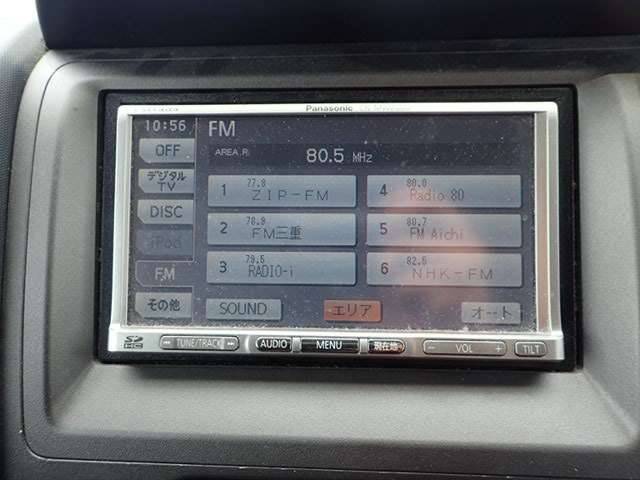 Panasonic
10:56
FM
OFF
AREA.R.
80.5 MHz
デジタル
TV
1 77.8 ZIP-FM
4 80.0 Radio 80
DISC
2 78.9 FM三重
5 80.7 FM Aichi
iPod
3 79.5 RADIO-i
6 82.5 NHK-FM
FM
その他
SOUND
エリア
オート
SD HC
TUNE/TRACK
AUDIO
MENU
現在地
- VOL +
TILT